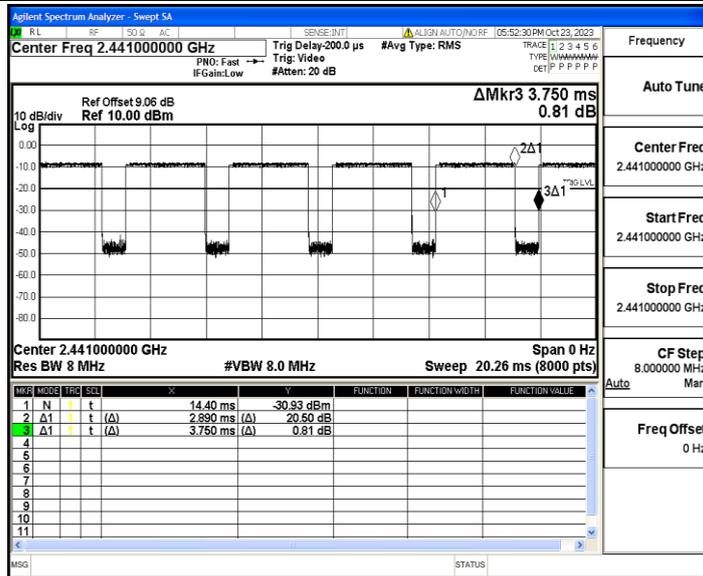 Agilent Spectrum Analyzer - Swept SA
RL RF 50 Ω AC SENSE:INT ALIGN AUTO/NO RF 05:52:30 PM Oct 23, 2023
Center Freq 2.441000000 GHz
PNO: Fast
IFGain:Low
Trig Delay-200.0 µs
Trig: Video
#Atten: 20 dB
#Avg Type: RMS
TRACE 1 2 3 4 5 6
TYPE WWWWWW
DET P P P P P P
ΔMkr3 3.750 ms
0.81 dB
Ref Offset 9.06 dB
Ref 10.00 dBm
10 dB/div
Log
0.00
-10.0
-20.0
-30.0
-40.0
-50.0
-60.0
-70.0
-80.0
2Δ1
TRIG LVL
1
3Δ1
Center 2.441000000 GHz Span 0 Hz
Res BW 8 MHz #VBW 8.0 MHz Sweep 20.26 ms (8000 pts)
MKR MODE TRC SCL X Y FUNCTION FUNCTION WIDTH FUNCTION VALUE
1 N 1 t 14.40 ms -30.93 dBm
2 Δ1 1 t (Δ) 2.890 ms (Δ) 20.50 dB
3 Δ1 1 t (Δ) 3.750 ms (Δ) 0.81 dB
4
5
6
7
8
9
10
11
MSG STATUS
Frequency
Auto Tune
Center Freq
2.441000000 GHz
Start Freq
2.441000000 GHz
Stop Freq
2.441000000 GHz
CF Step
8.000000 MHz
Auto Man
Freq Offset
0 Hz